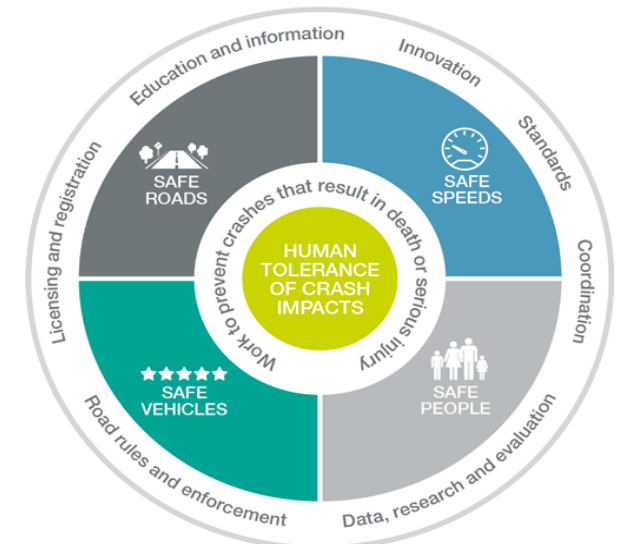 Education and information
Innovation
Standards
Coordination
Data, research and evaluation
Road rules and enforcement
Licensing and registration
SAFE
ROADS
SAFE
SPEEDS
SAFE
VEHICLES
SAFE
PEOPLE
Work to prevent crashes that result in death or serious injury
HUMAN
TOLERANCE
OF CRASH
IMPACTS